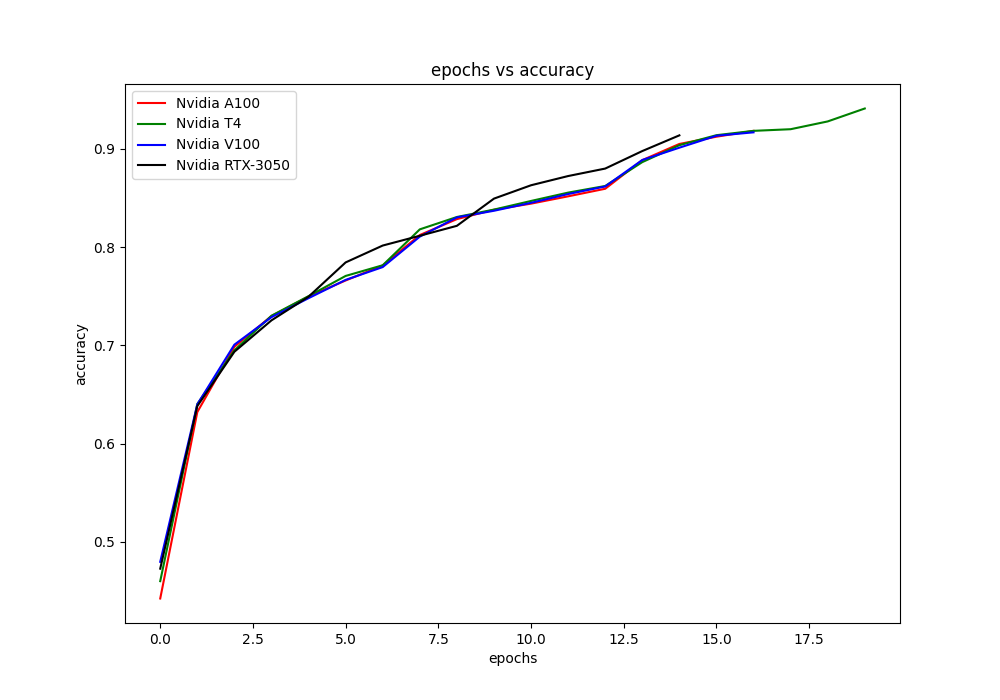 epochs vs accuracy
Nvidia A100
Nvidia T4
Nvidia V100
Nvidia RTX-3050
0.9
0.8
0.7
0.6
0.5
accuracy
0.0 2.5 5.0 7.5 10.0 12.5 15.0 17.5
epochs